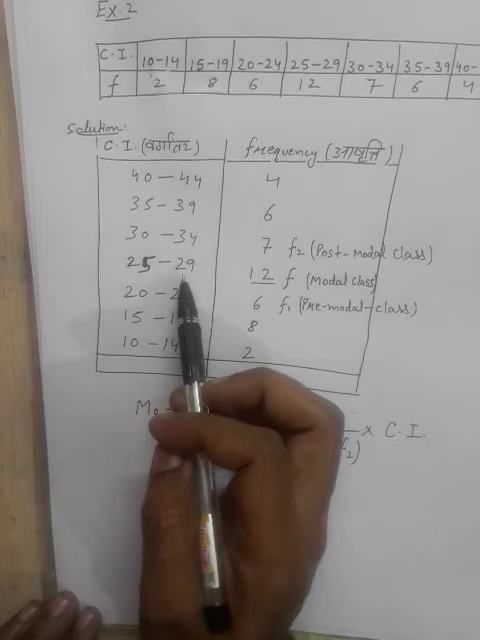 Ex. 2
C.I. 10-14 15-19 20-24 25-29 30-34 35-39 40-
f 2 8 6 12 7 6 4
Solution:
C.I. (वर्गांतर) frequency (आवृत्ति)
40-44 4
35-39 6
30-34 7 f₂ (Post-Modal class)
25-29 12 f (Modal class)
20-2 6 f₁ (Pre-modal-class)
15-1 8
10-14 2
Mo
f₂) × C.I.